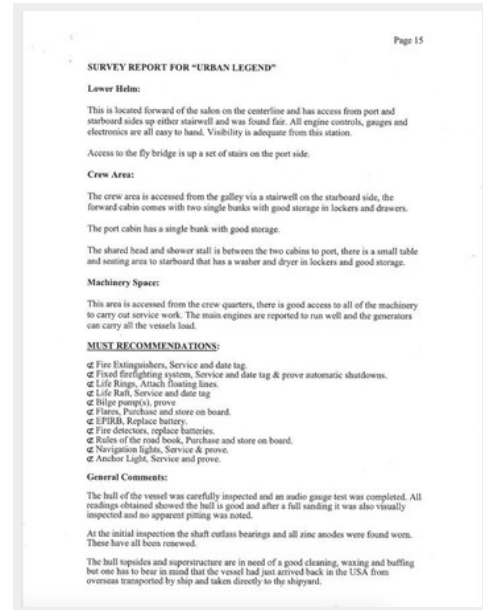 Page 15
SURVEY REPORT FOR "URBAN LEGEND"
Lower Helm:
This is located forward of the salon on the centerline and has access from port and
starboard sides up either stairwell and was found fair. All engine controls, gauges and
electronics are all easy to hand. Visibility is adequate from this station.
Access to the fly bridge is up a set of stairs on the port side.
Crew Area:
The crew area is accessed from the galley via a stairwell on the starboard side, the
forward cabin comes with two single bunks with good storage in lockers and drawers.
The port cabin has a single bunk with good storage.
The shared head and shower stall is between the two cabins to port, there is a small table
and seating area to starboard that has a washer and dryer in lockers and good storage.
Machinery Space:
This area is accessed from the crew quarters, there is good access to all of the machinery
to carry out service work. The main engines are reported to run well and the generators
can carry all the vessels load.
MUST RECOMMENDATIONS:
Fire Extinguishers, Service and date tag.
Fixed firefighting system, Service and date tag & prove automatic shutdowns.
Life Rings, Attach floating lines.
Life Raft, Service and date tag
Bilge pump(s), prove
Flares, Purchase and store on board.
EPIRB, Replace battery.
Fire detectors, replace batteries.
Rules of the road book, Purchase and store on board.
Navigation lights, Service & prove.
Anchor Light, Service and prove.
General Comments:
The hull of the vessel was carefully inspected and an audio gauge test was completed. All
readings obtained showed the hull is good and after a full sanding it was also visually
inspected and no apparent pitting was noted.
At the initial inspection the shaft cutlass bearings and all zinc anodes were found worn.
These have all been renewed.
The hull topsides and superstructure are in need of a good cleaning, waxing and buffing
but one has to bear in mind that the vessel had just arrived back in the USA from
overseas transported by ship and taken directly to the shipyard.